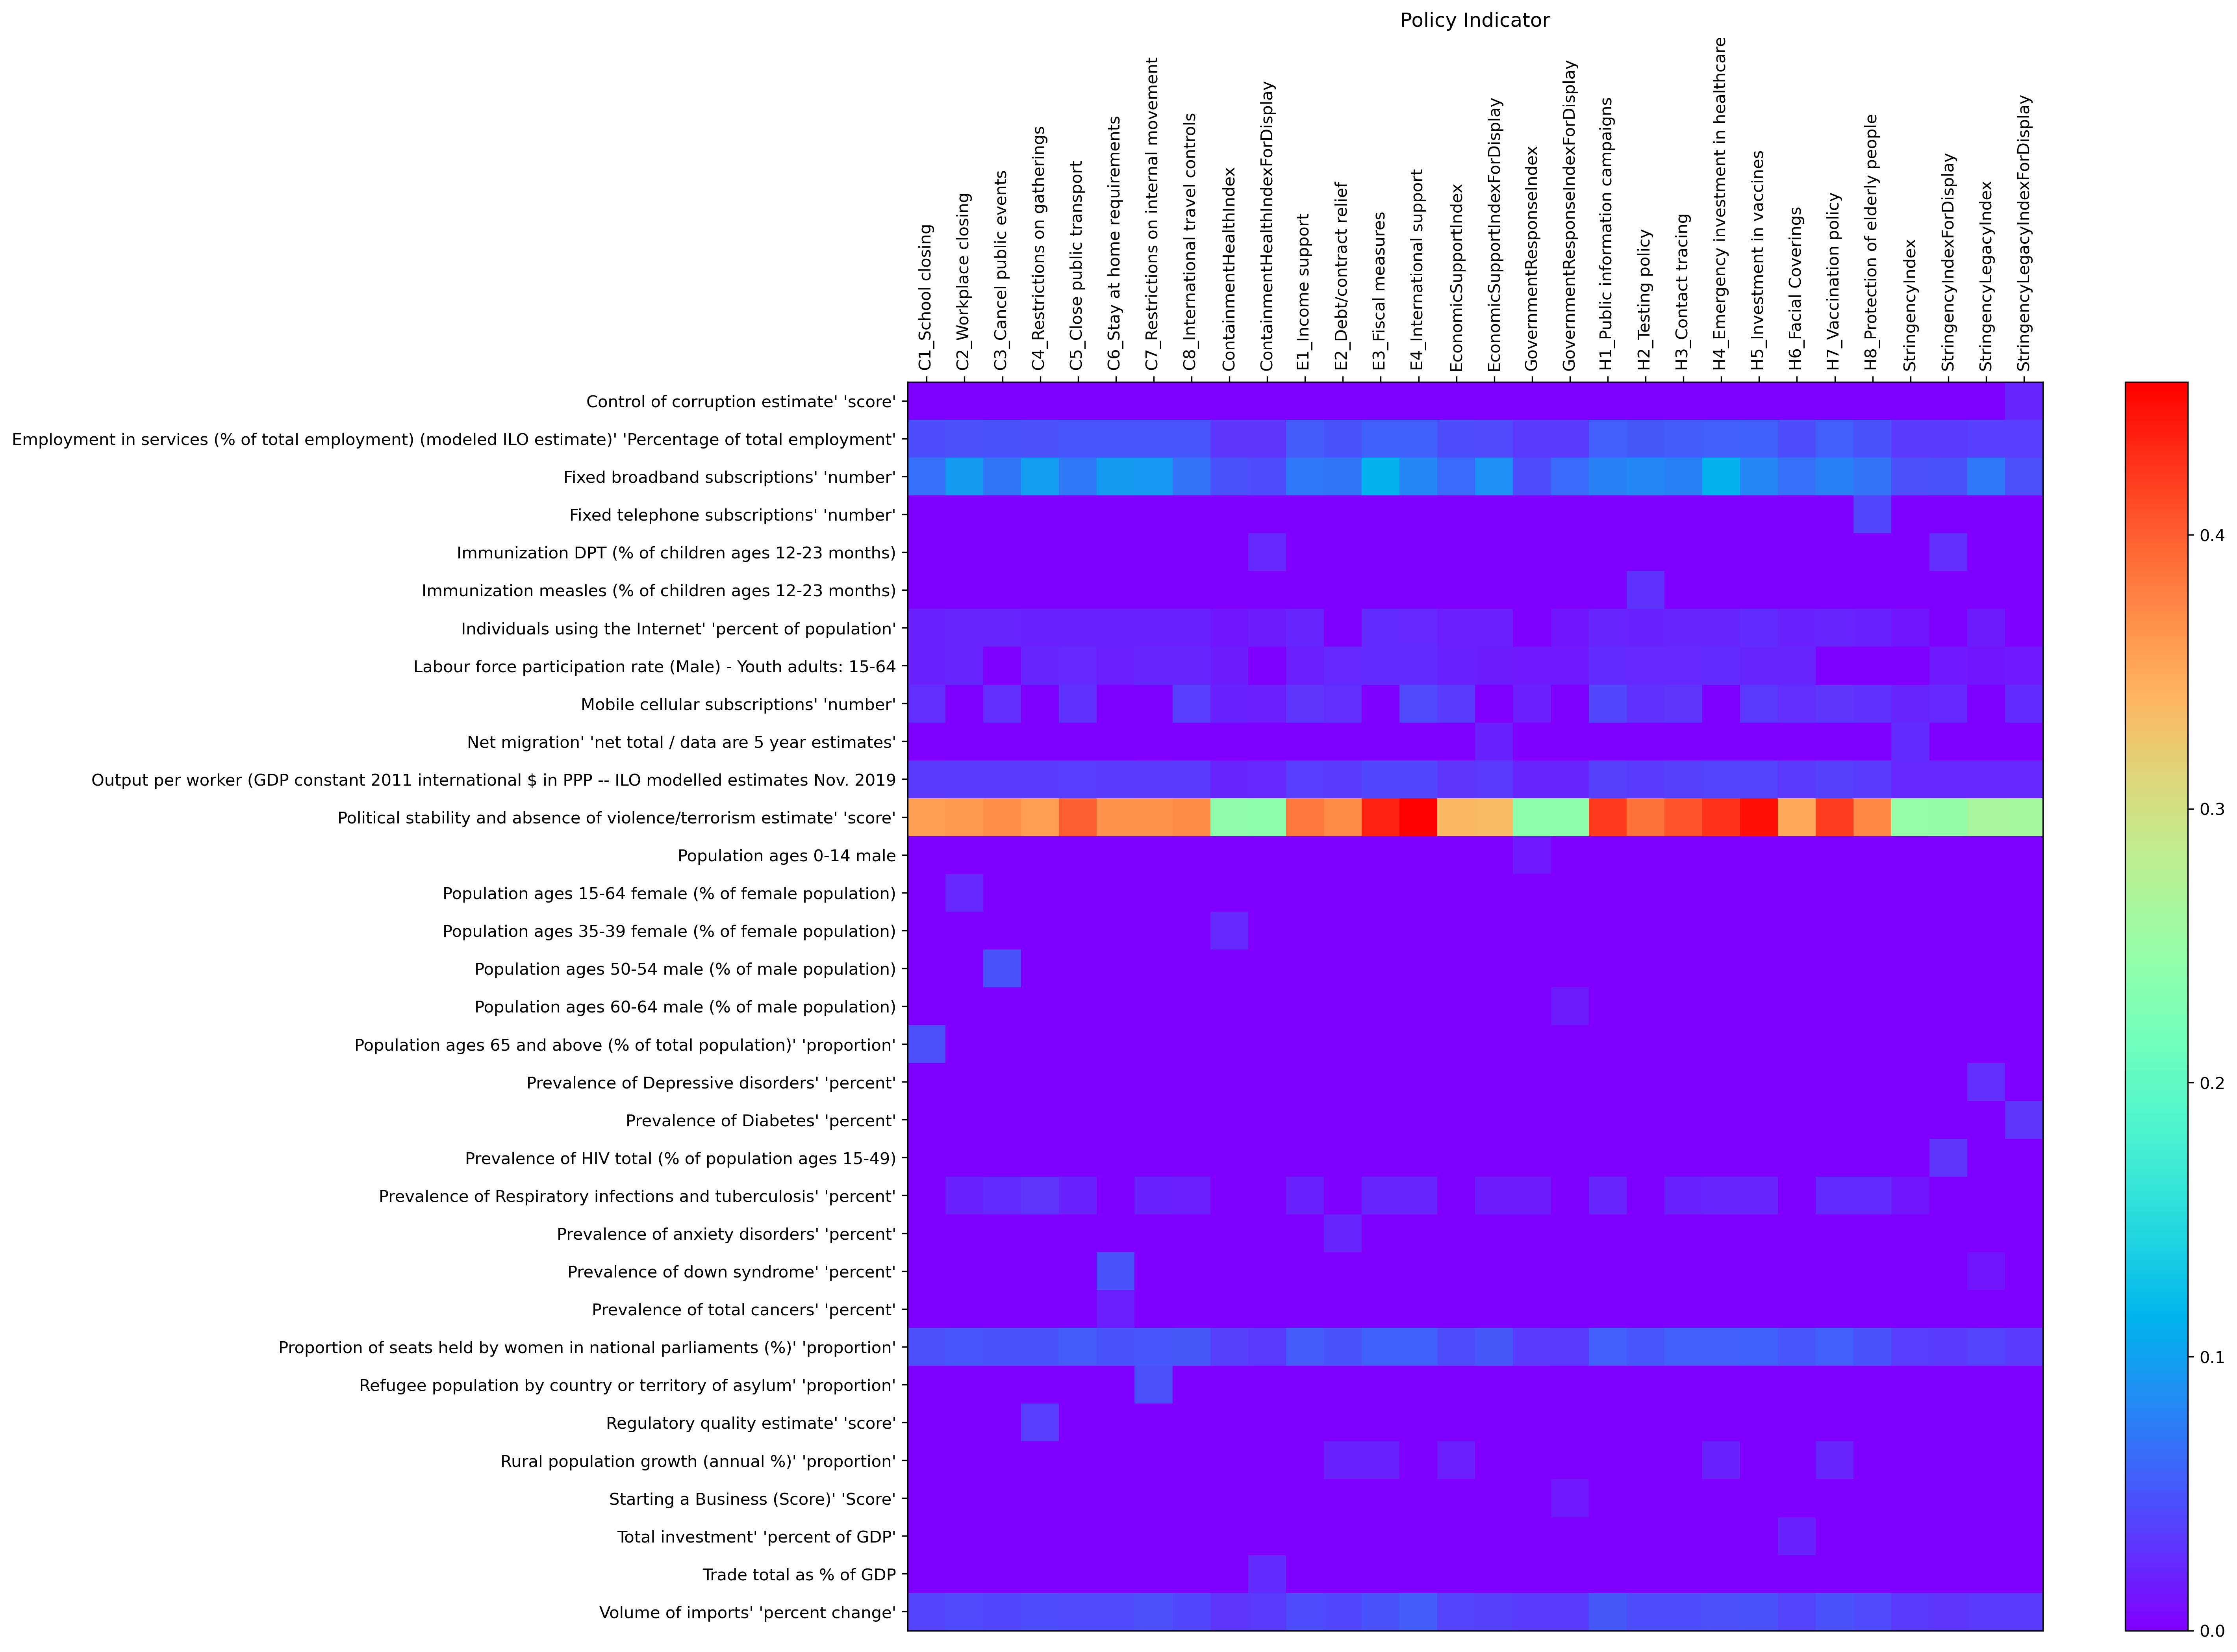 Policy Indicator
C1_School closing
C2_Workplace closing
C3_Cancel public events
C4_Restrictions on gatherings
C5_Close public transport
C6_Stay at home requirements
C7_Restrictions on internal movement
C8_International travel controls
ContainmentHealthIndex
ContainmentHealthIndexForDisplay
E1_Income support
E2_Debt/contract relief
E3_Fiscal measures
E4_International support
EconomicSupportIndex
EconomicSupportIndexForDisplay
GovernmentResponseIndex
GovernmentResponseIndexForDisplay
H1_Public information campaigns
H2_Testing policy
H3_Contact tracing
H4_Emergency investment in healthcare
H5_Investment in vaccines
H6_Facial Coverings
H7_Vaccination policy
H8_Protection of elderly people
StringencyIndex
StringencyIndexForDisplay
StringencyLegacyIndex
StringencyLegacyIndexForDisplay
Control of corruption estimate' 'score'
Employment in services (% of total employment) (modeled ILO estimate)' 'Percentage of total employment'
Fixed broadband subscriptions' 'number'
Fixed telephone subscriptions' 'number'
Immunization DPT (% of children ages 12-23 months)
Immunization measles (% of children ages 12-23 months)
Individuals using the Internet' 'percent of population'
Labour force participation rate (Male) - Youth adults: 15-64
Mobile cellular subscriptions' 'number'
Net migration' 'net total / data are 5 year estimates'
Output per worker (GDP constant 2011 international $ in PPP -- ILO modelled estimates Nov. 2019
Political stability and absence of violence/terrorism estimate' 'score'
Population ages 0-14 male
Population ages 15-64 female (% of female population)
Population ages 35-39 female (% of female population)
Population ages 50-54 male (% of male population)
Population ages 60-64 male (% of male population)
Population ages 65 and above (% of total population)' 'proportion'
Prevalence of Depressive disorders' 'percent'
Prevalence of Diabetes' 'percent'
Prevalence of HIV total (% of population ages 15-49)
Prevalence of Respiratory infections and tuberculosis' 'percent'
Prevalence of anxiety disorders' 'percent'
Prevalence of down syndrome' 'percent'
Prevalence of total cancers' 'percent'
Proportion of seats held by women in national parliaments (%)' 'proportion'
Refugee population by country or territory of asylum' 'proportion'
Regulatory quality estimate' 'score'
Rural population growth (annual %)' 'proportion'
Starting a Business (Score)' 'Score'
Total investment' 'percent of GDP'
Trade total as % of GDP
Volume of imports' 'percent change'
0.4
0.3
0.2
0.1
0.0